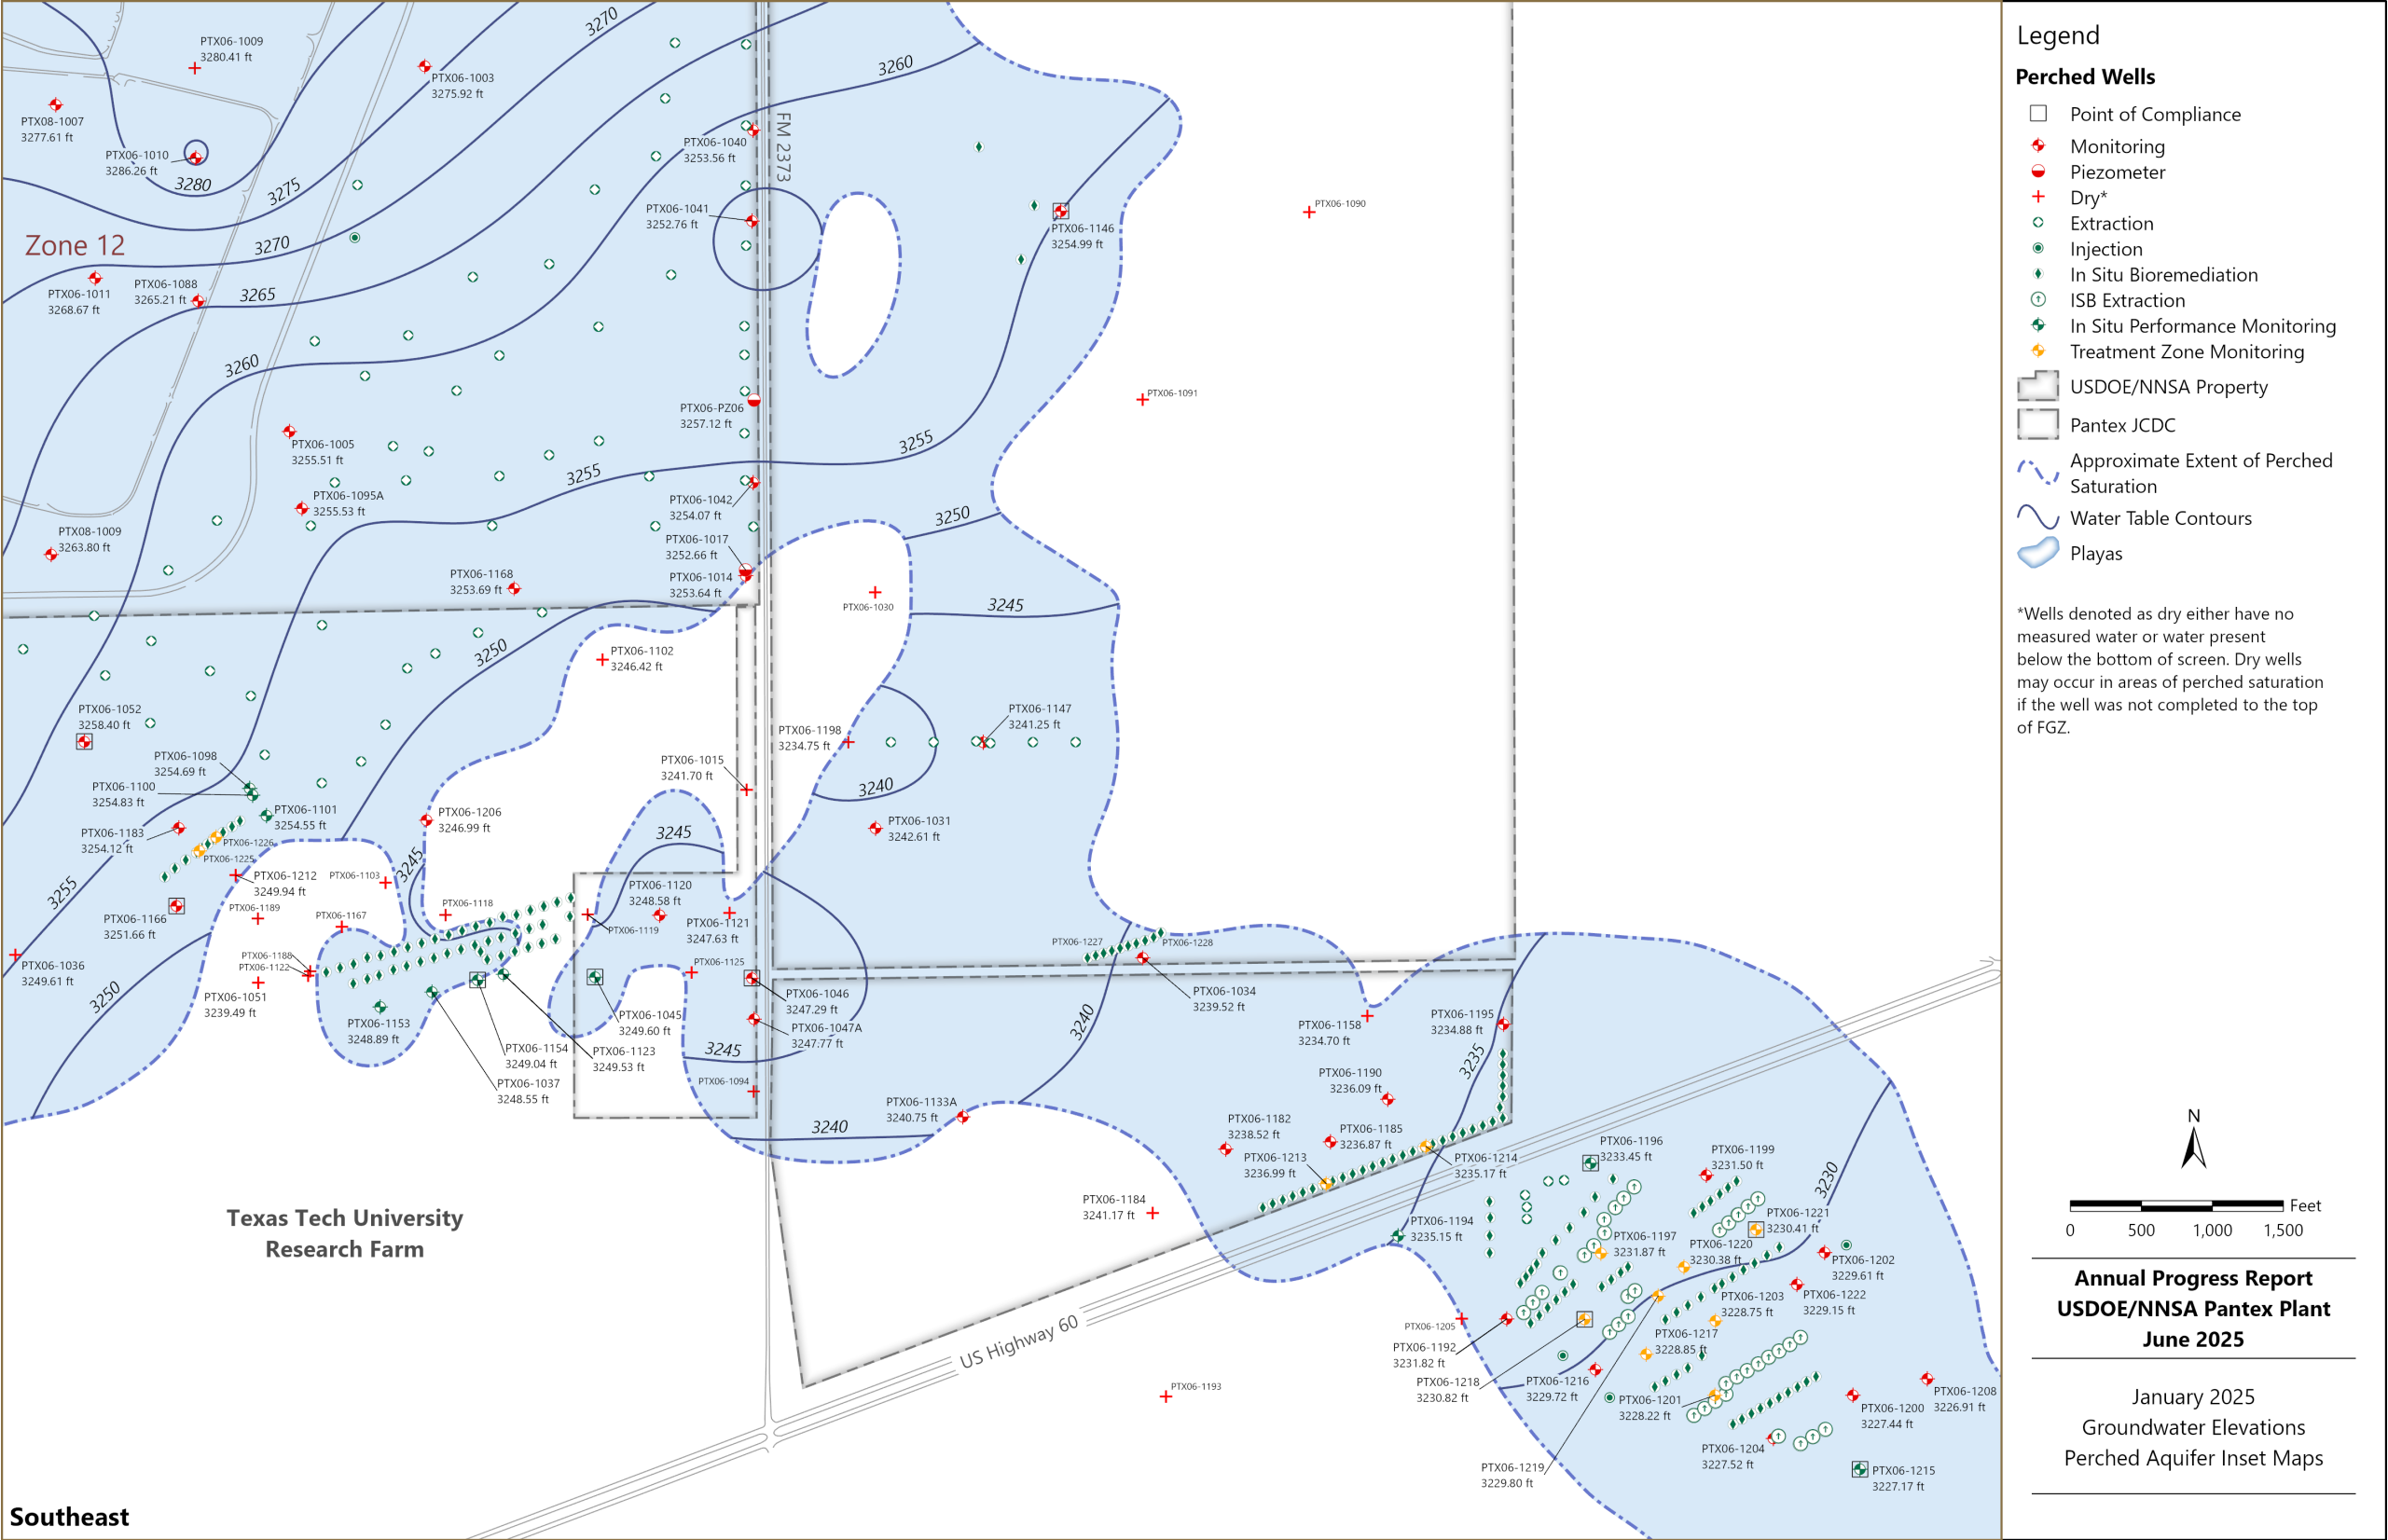 PTX06-1009
3280.41 ft
3270
PTX06-1003
3275.92 ft
3260
PTX08-1007
3277.61 ft
PTX06-1010
3286.26 ft
3280
3275
PTX06-1040
3253.56 ft
FM 2373
PTX06-1041
3252.76 ft
PTX06-1146
3254.99 ft
PTX06-1090
Zone 12
3270
PTX06-1011
3268.67 ft
PTX06-1088
3265.21 ft
3265
3260
PTX06-PZ06
3257.12 ft
PTX06-1091
PTX06-1005
3255.51 ft
3255
3255
PTX06-1095A
3255.53 ft
PTX06-1042
3254.07 ft
3250
PTX08-1009
3263.80 ft
PTX06-1017
3252.66 ft
PTX06-1168
3253.69 ft
PTX06-1014
3253.64 ft
PTX06-1030
3245
3250
PTX06-1102
3246.42 ft
PTX06-1052
3258.40 ft
PTX06-1147
3241.25 ft
PTX06-1198
3234.75 ft
PTX06-1098
3254.69 ft
PTX06-1015
3241.70 ft
PTX06-1100
3254.83 ft
3240
PTX06-1101
3254.55 ft
PTX06-1206
3246.99 ft
PTX06-1031
3242.61 ft
PTX06-1183
3254.12 ft
PTX06-1226
PTX06-1225
3245
3245
PTX06-1212
3249.94 ft
PTX06-1103
PTX06-1120
3248.58 ft
3255
PTX06-1166
3251.66 ft
PTX06-1189
PTX06-1167
PTX06-1118
PTX06-1119
PTX06-1121
3247.63 ft
PTX06-1227
PTX06-1228
PTX06-1036
3249.61 ft
PTX06-1188
PTX06-1122
PTX06-1125
3250
PTX06-1051
3239.49 ft
PTX06-1046
3247.29 ft
PTX06-1034
3239.52 ft
PTX06-1153
3248.89 ft
PTX06-1045
3249.60 ft
PTX06-1047A
3247.77 ft
3240
PTX06-1158
3234.70 ft
PTX06-1195
3234.88 ft
PTX06-1154
3249.04 ft
PTX06-1123
3249.53 ft
3245
3235
PTX06-1037
3248.55 ft
PTX06-1094
PTX06-1190
3236.09 ft
PTX06-1133A
3240.75 ft
3240
PTX06-1182
3238.52 ft
PTX06-1185
3236.87 ft
PTX06-1196
3233.45 ft
PTX06-1199
3231.50 ft
PTX06-1213
3236.99 ft
PTX06-1214
3235.17 ft
3230
Texas Tech University
Research Farm
PTX06-1184
3241.17 ft
PTX06-1194
3235.15 ft
PTX06-1221
3230.41 ft
PTX06-1197
3231.87 ft
PTX06-1220
3230.38 ft
PTX06-1202
3229.61 ft
PTX06-1203
3228.75 ft
PTX06-1222
3229.15 ft
US Highway 60
PTX06-1205
PTX06-1192
3231.82 ft
PTX06-1217
3228.85 ft
PTX06-1218
3230.82 ft
PTX06-1216
3229.72 ft
PTX06-1193
PTX06-1201
3228.22 ft
PTX06-1208
3226.91 ft
PTX06-1200
3227.44 ft
PTX06-1204
3227.52 ft
PTX06-1219
3229.80 ft
PTX06-1215
3227.17 ft
Southeast
Legend
Perched Wells
Point of Compliance
Monitoring
Piezometer
Dry*
Extraction
Injection
In Situ Bioremediation
ISB Extraction
In Situ Performance Monitoring
Treatment Zone Monitoring
USDOE/NNSA Property
Pantex JCDC
Approximate Extent of Perched
Saturation
Water Table Contours
Playas
*Wells denoted as dry either have no
measured water or water present
below the bottom of screen. Dry wells
may occur in areas of perched saturation
if the well was not completed to the top
of FGZ.
N
Feet
0 500 1,000 1,500
Annual Progress Report
USDOE/NNSA Pantex Plant
June 2025
January 2025
Groundwater Elevations
Perched Aquifer Inset Maps